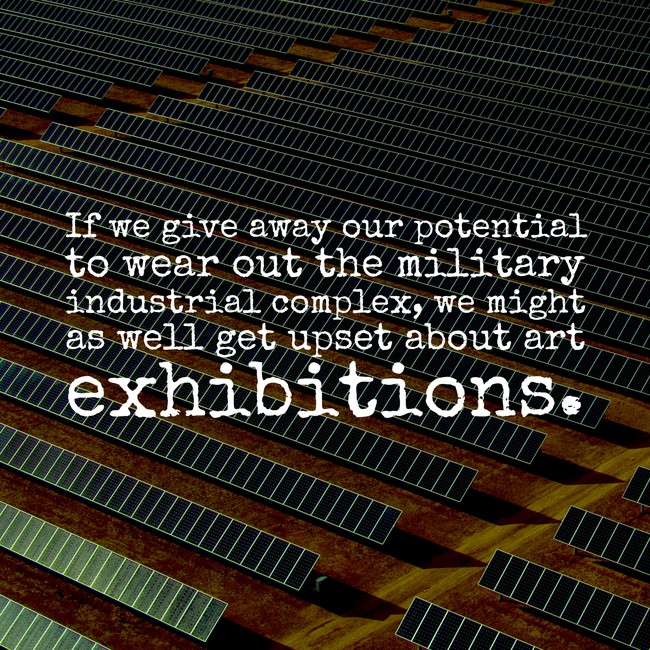 If we give away our potential
to wear out the military
industrial complex, we might
as well get upset about art
exhibitions.